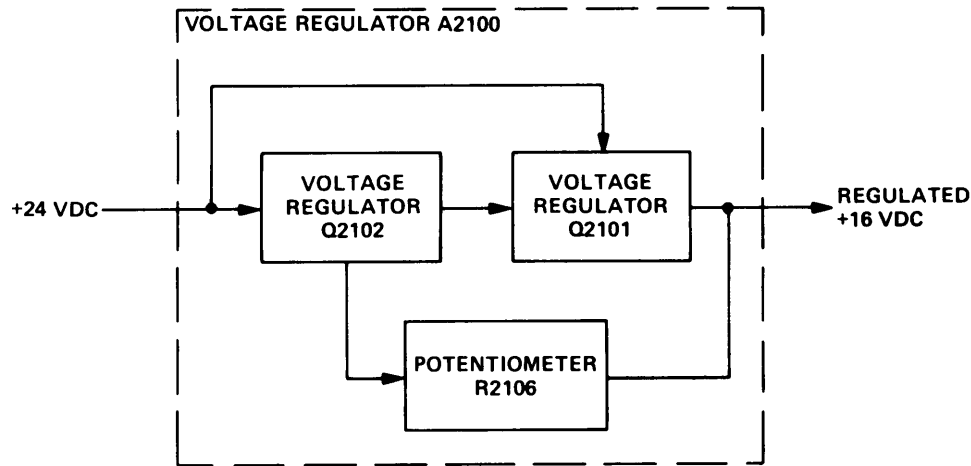 VOLTAGE REGULATOR A2100
VOLTAGE
REGULATOR
Q2102
VOLTAGE
REGULATOR
Q2101
+24 VDC
REGULATED
+16 VDC
POTENTIOMETER
R2106